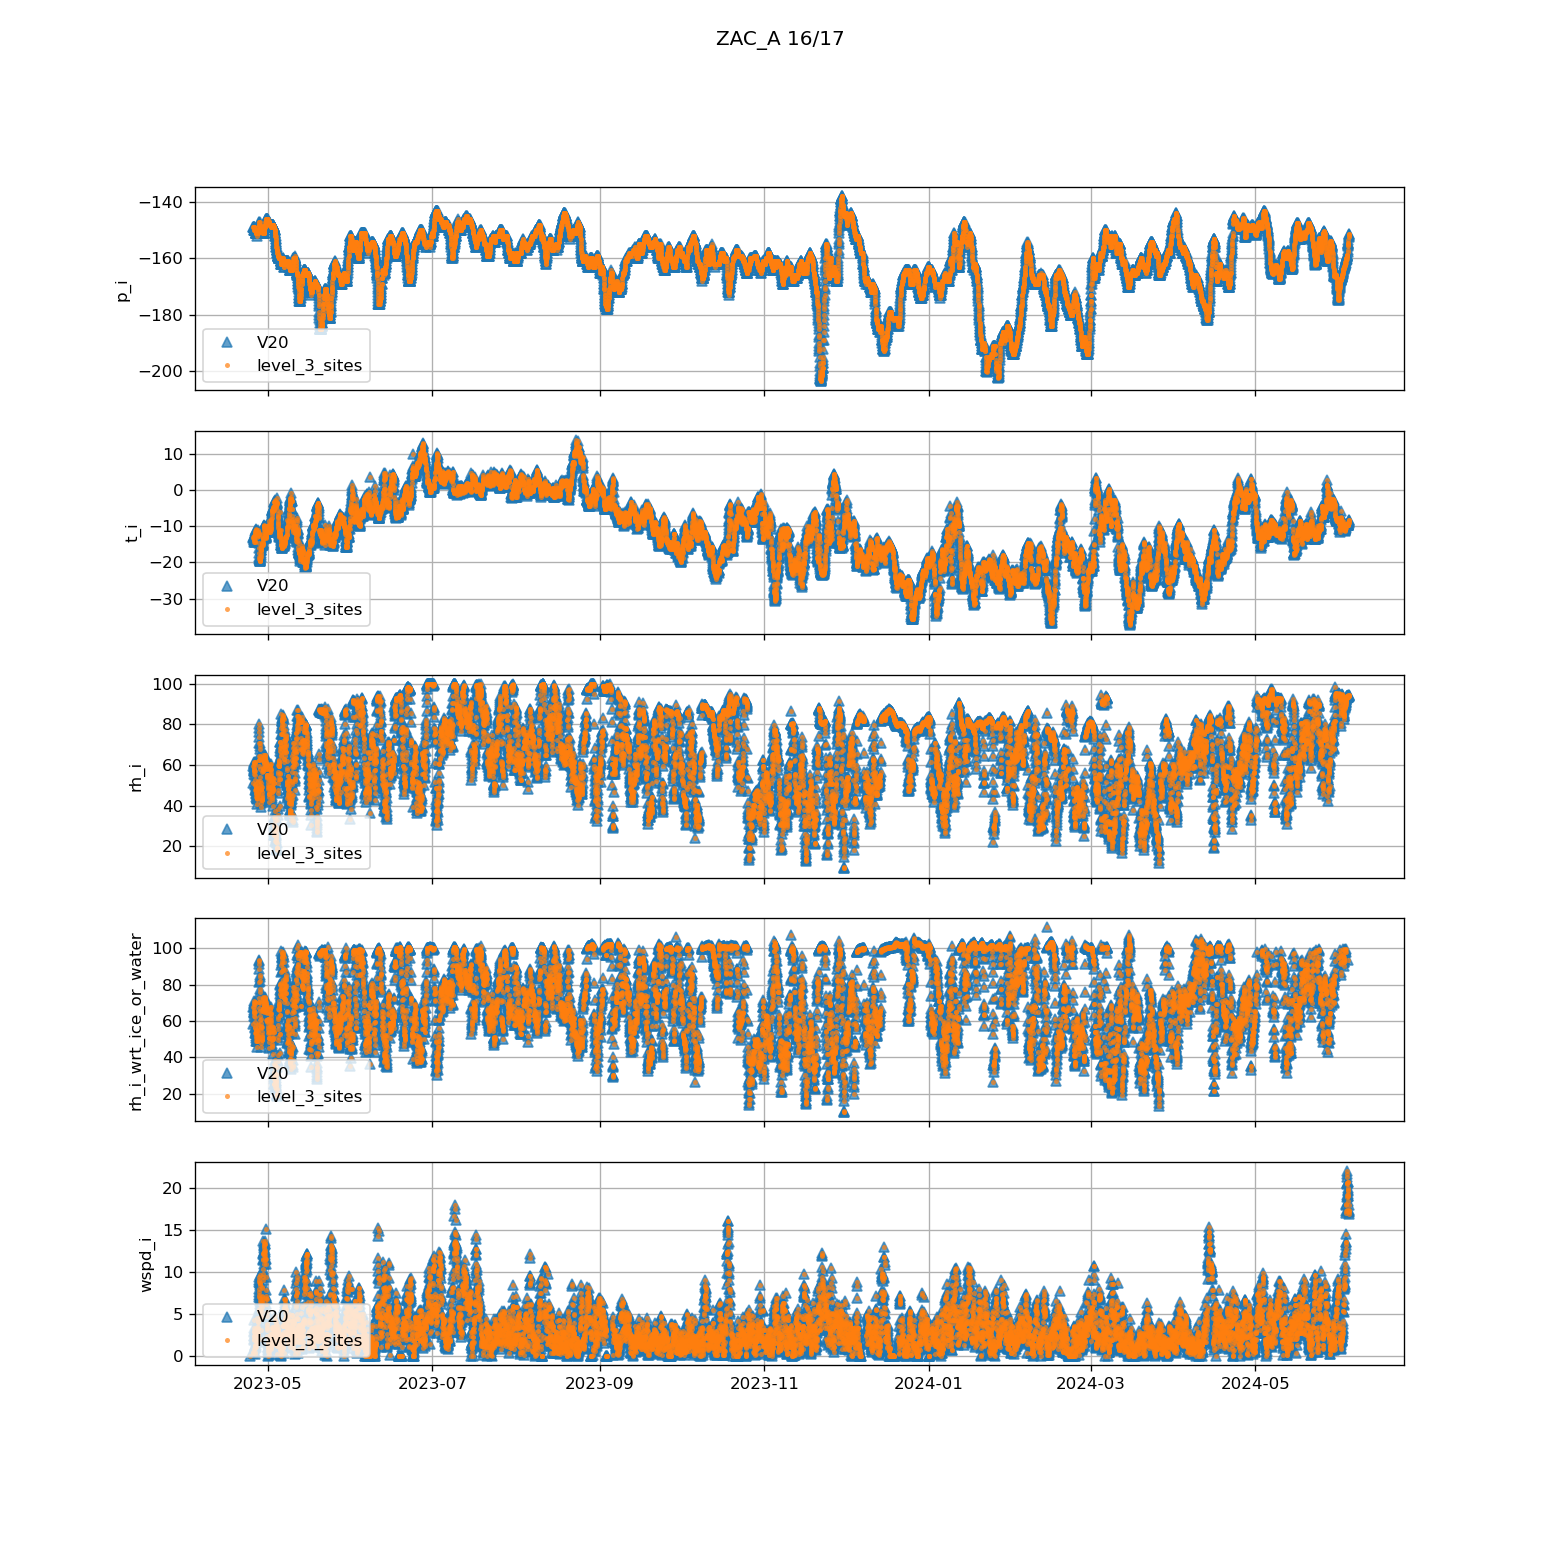 ZAC_A 16/17
−140
−160
−180
−200
p_i
V20
level_3_sites
10
0
−10
−20
−30
t_i
V20
level_3_sites
100
80
60
40
20
rh_i
V20
level_3_sites
100
80
60
40
20
rh_i_wrt_ice_or_water
V20
level_3_sites
20
15
10
5
0
wspd_i
V20
level_3_sites
2023-05 2023-07 2023-09 2023-11 2024-01 2024-03 2024-05